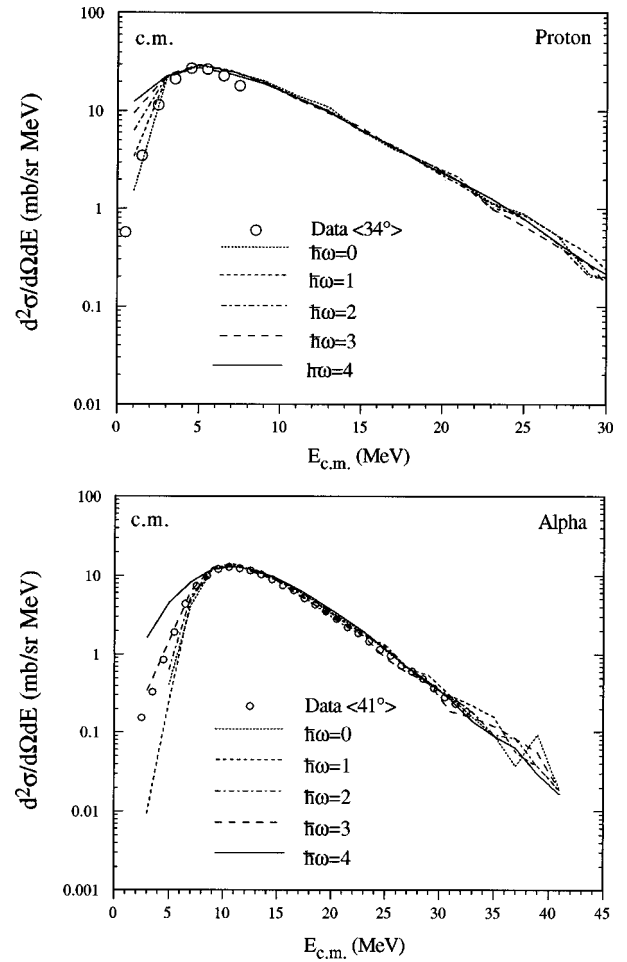 c.m.
Proton
d²σ/dΩdE (mb/sr MeV)
100
10
1
0.1
0.01
Data <34°>
ħω=0
ħω=1
ħω=2
ħω=3
ħω=4
0 5 10 15 20 25 30
E_c.m. (MeV)
c.m.
Alpha
d²σ/dΩdE (mb/sr MeV)
100
10
1
0.1
0.01
0.001
Data <41°>
ħω=0
ħω=1
ħω=2
ħω=3
ħω=4
0 5 10 15 20 25 30 35 40 45
E_c.m. (MeV)